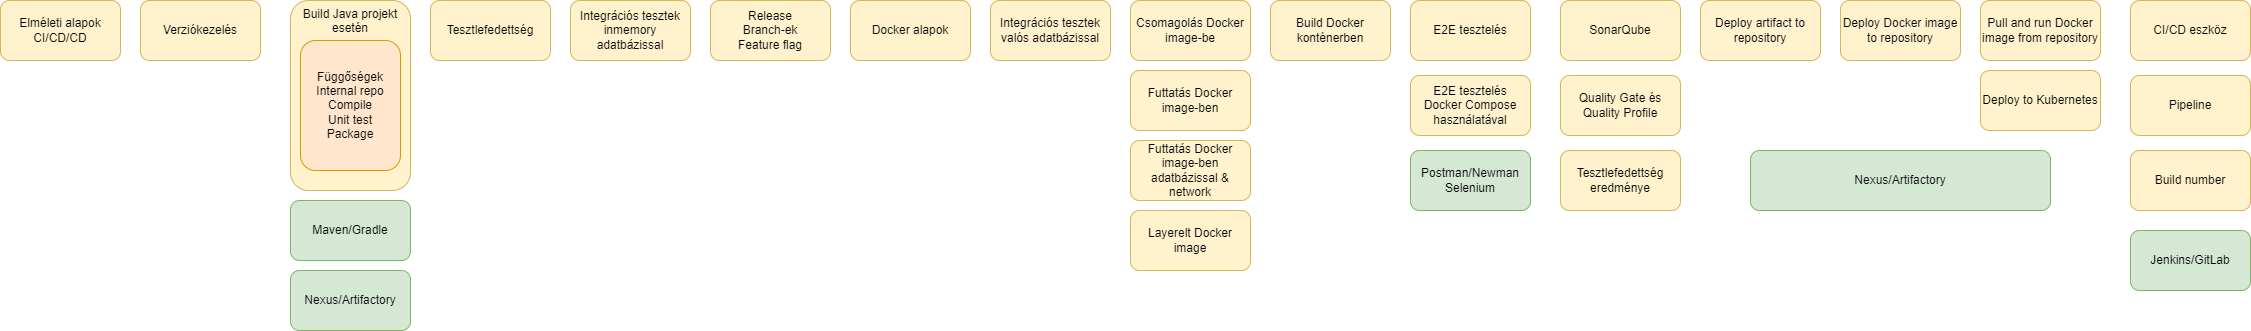 Elméleti alapok
CI/CD/CD
Verziókezelés
Build Java projekt
esetén
Függőségek
Internal repo
Compile
Unit test
Package
Maven/Gradle
Nexus/Artifactory
Tesztlefedettség
Integrációs tesztek
inmemory
adatbázissal
Release
Branch-ek
Feature flag
Docker alapok
Integrációs tesztek
valós adatbázissal
Csomagolás Docker
image-be
Futtatás Docker
image-ben
Futtatás Docker
image-ben
adatbázissal &
network
Layerelt Docker
image
Build Docker
konténerben
E2E tesztelés
E2E tesztelés
Docker Compose
használatával
Postman/Newman
Selenium
SonarQube
Quality Gate és
Quality Profile
Tesztlefedettség
eredménye
Deploy artifact to
repository
Deploy Docker image
to repository
Pull and run Docker
image from repository
Deploy to Kubernetes
Nexus/Artifactory
CI/CD eszköz
Pipeline
Build number
Jenkins/GitLab